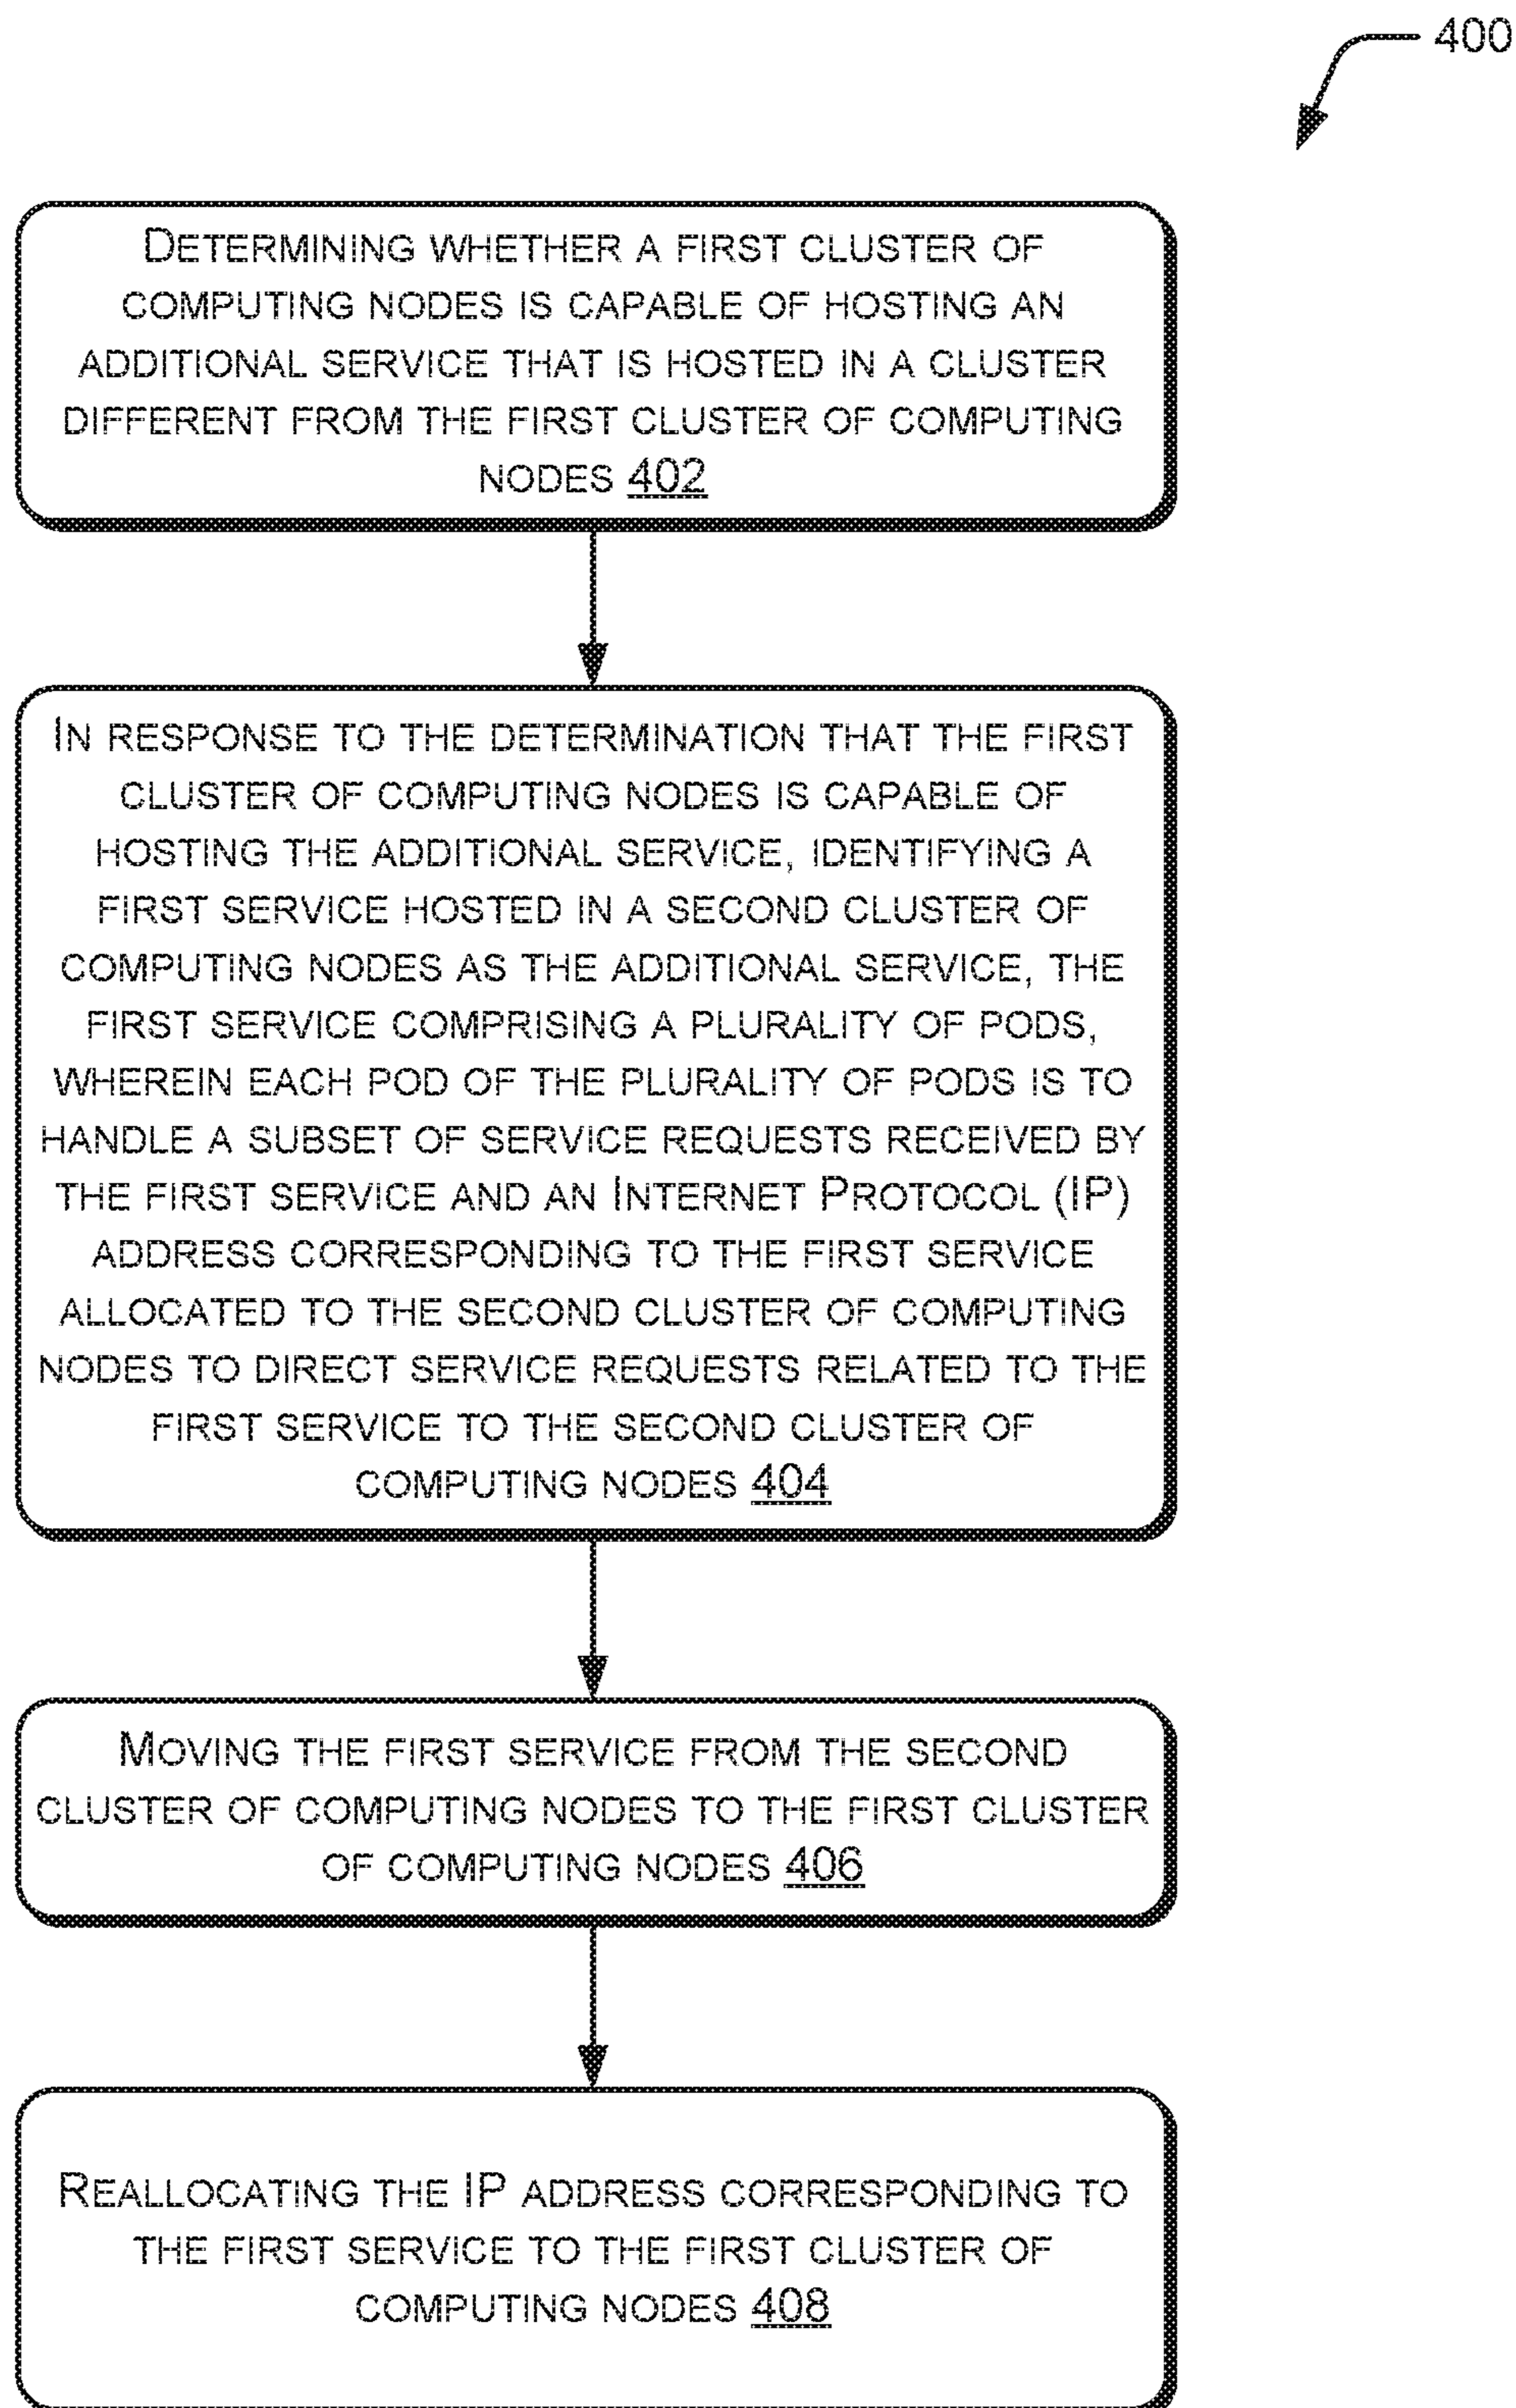 400
DETERMINING WHETHER A FIRST CLUSTER OF
COMPUTING NODES IS CAPABLE OF HOSTING AN
ADDITIONAL SERVICE THAT IS HOSTED IN A CLUSTER
DIFFERENT FROM THE FIRST CLUSTER OF COMPUTING
NODES 402
IN RESPONSE TO THE DETERMINATION THAT THE FIRST
CLUSTER OF COMPUTING NODES IS CAPABLE OF
HOSTING THE ADDITIONAL SERVICE, IDENTIFYING A
FIRST SERVICE HOSTED IN A SECOND CLUSTER OF
COMPUTING NODES AS THE ADDITIONAL SERVICE, THE
FIRST SERVICE COMPRISING A PLURALITY OF PODS,
WHEREIN EACH POD OF THE PLURALITY OF PODS IS TO
HANDLE A SUBSET OF SERVICE REQUESTS RECEIVED BY
THE FIRST SERVICE AND AN INTERNET PROTOCOL (IP)
ADDRESS CORRESPONDING TO THE FIRST SERVICE
ALLOCATED TO THE SECOND CLUSTER OF COMPUTING
NODES TO DIRECT SERVICE REQUESTS RELATED TO THE
FIRST SERVICE TO THE SECOND CLUSTER OF
COMPUTING NODES 404
MOVING THE FIRST SERVICE FROM THE SECOND
CLUSTER OF COMPUTING NODES TO THE FIRST CLUSTER
OF COMPUTING NODES 406
REALLOCATING THE IP ADDRESS CORRESPONDING TO
THE FIRST SERVICE TO THE FIRST CLUSTER OF
COMPUTING NODES 408